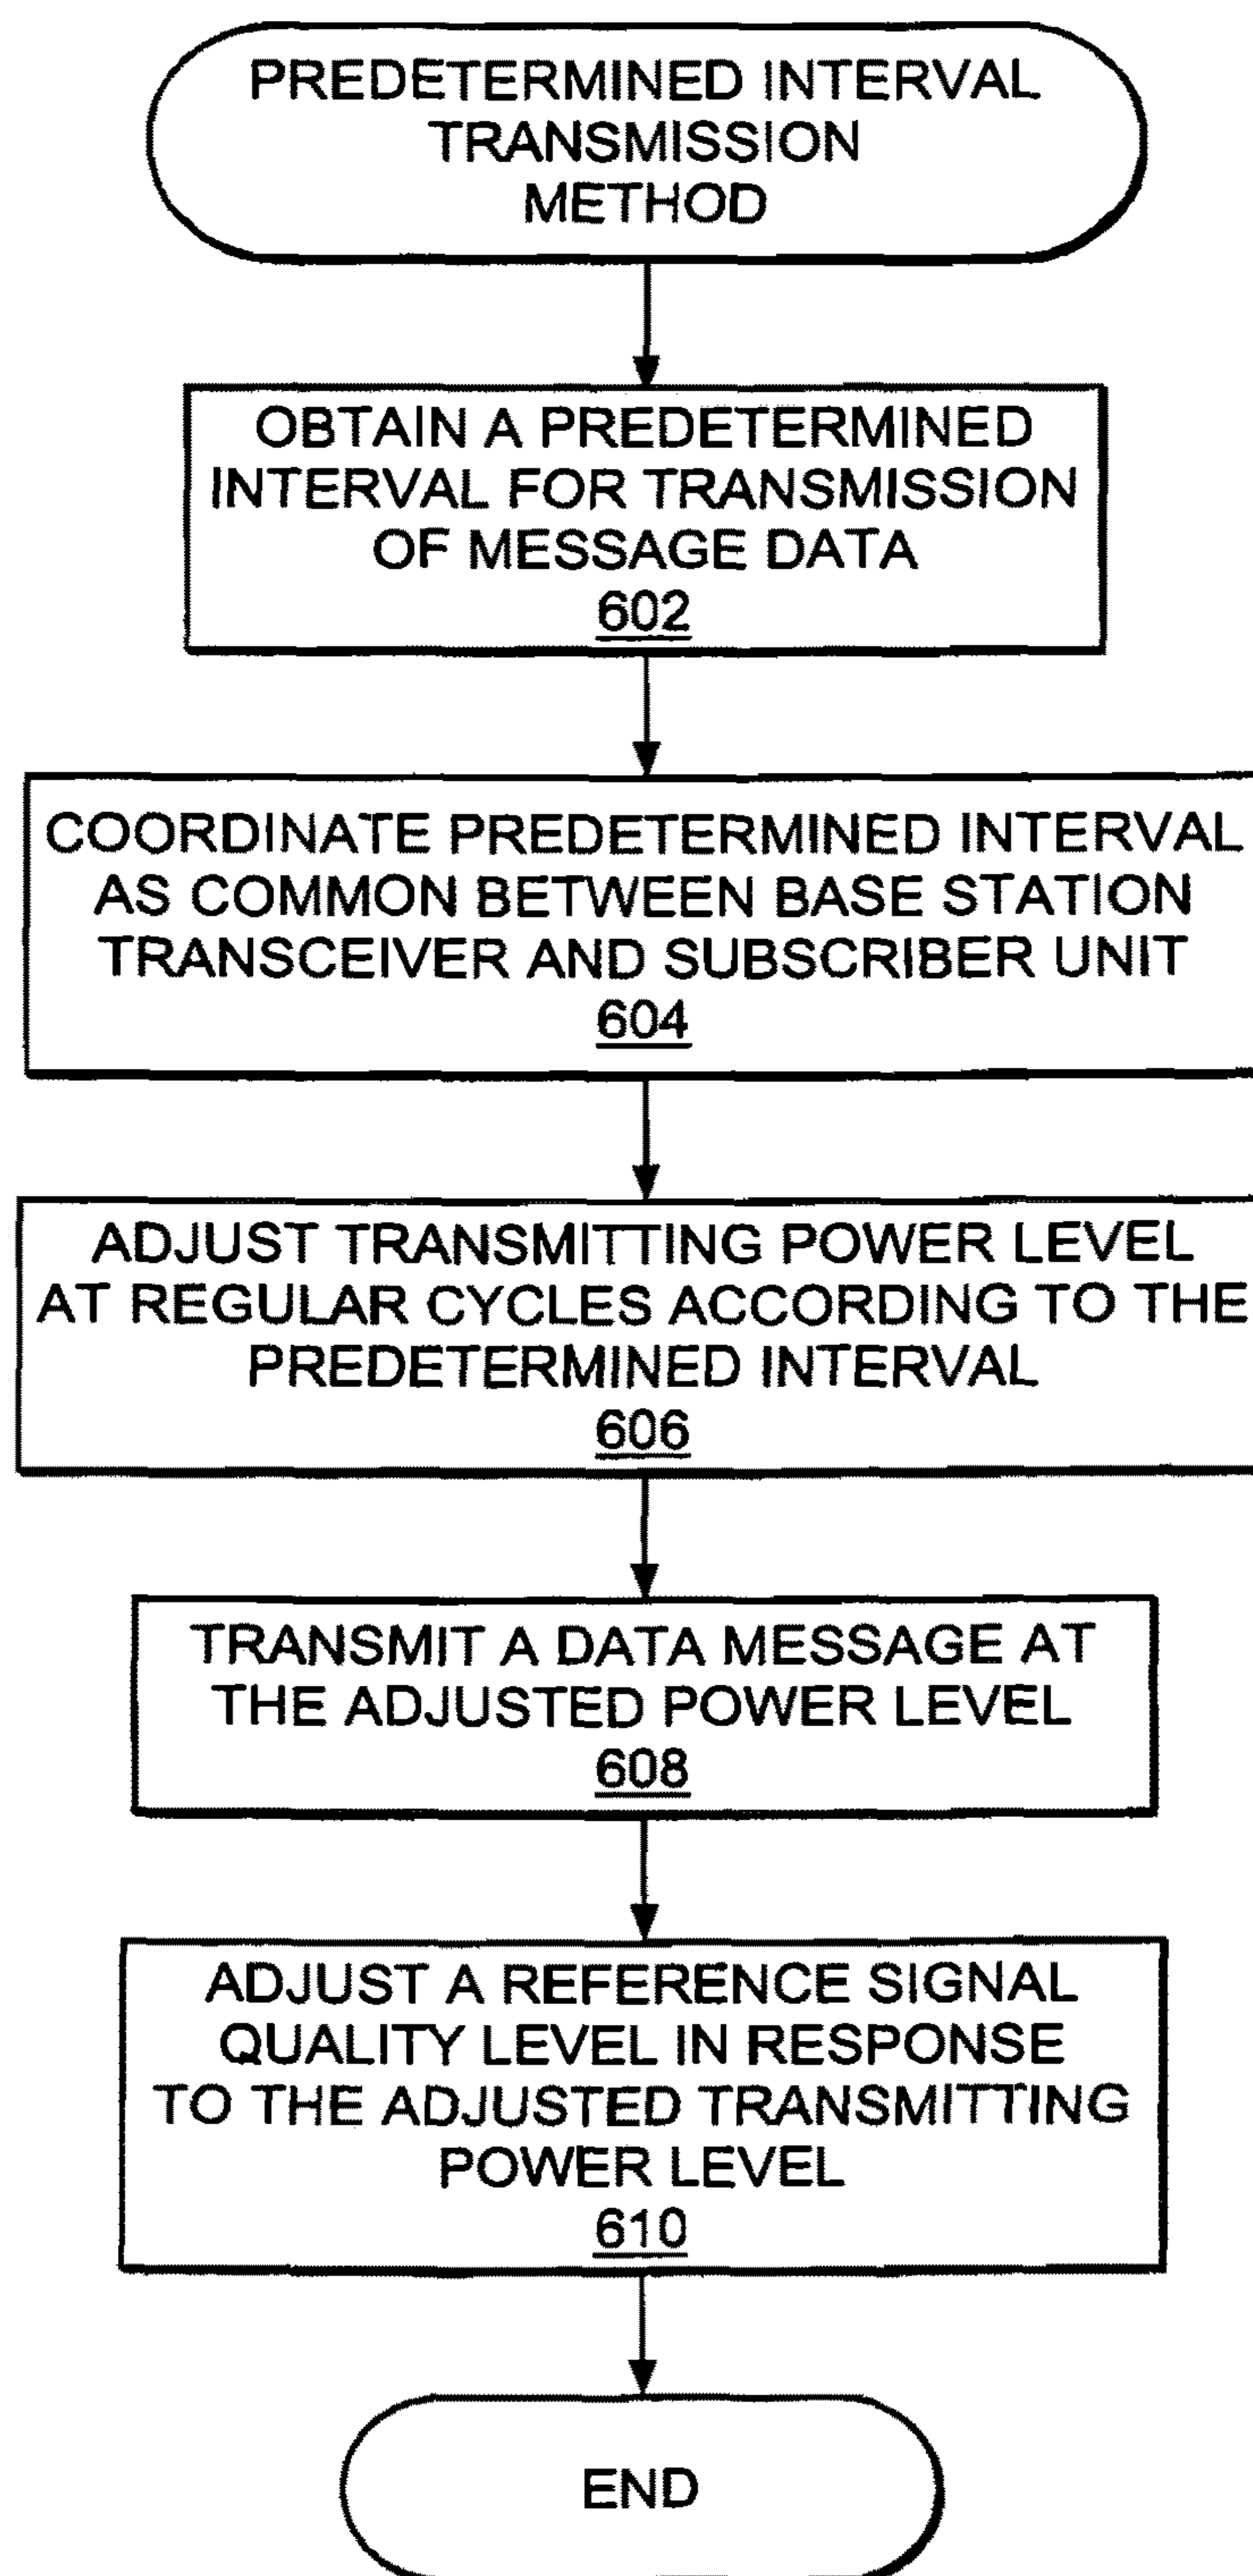 PREDETERMINED INTERVAL
TRANSMISSION
METHOD
OBTAIN A PREDETERMINED
INTERVAL FOR TRANSMISSION
OF MESSAGE DATA
602
COORDINATE PREDETERMINED INTERVAL
AS COMMON BETWEEN BASE STATION
TRANSCEIVER AND SUBSCRIBER UNIT
604
ADJUST TRANSMITTING POWER LEVEL
AT REGULAR CYCLES ACCORDING TO THE
PREDETERMINED INTERVAL
606
TRANSMIT A DATA MESSAGE AT
THE ADJUSTED POWER LEVEL
608
ADJUST A REFERENCE SIGNAL
QUALITY LEVEL IN RESPONSE
TO THE ADJUSTED TRANSMITTING
POWER LEVEL
610
END